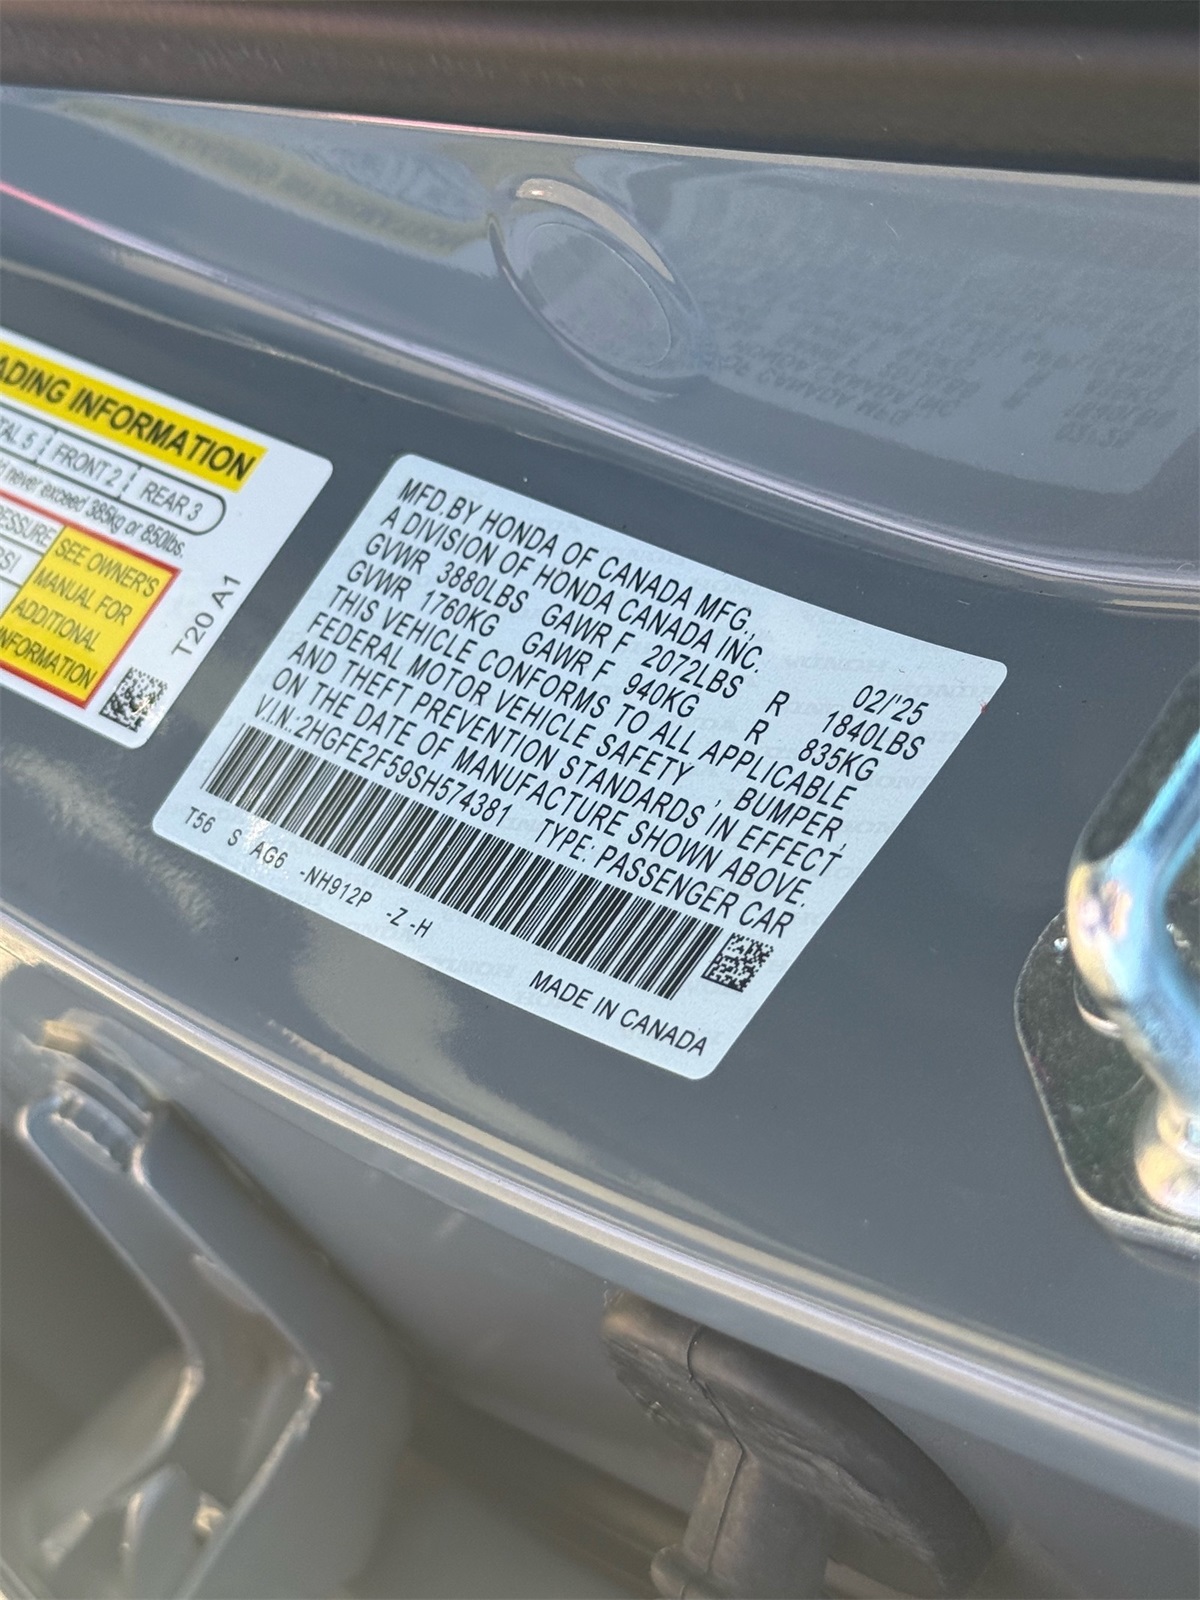 ADING INFORMATION
TAL 5 FRONT 2 REAR 3
never exceed 385kg or 850lbs.
PRESSURE
SEE OWNER'S
MANUAL FOR
ADDITIONAL
INFORMATION
PSI
T20 A1
MFD.BY HONDA OF CANADA MFG.,
A DIVISION OF HONDA CANADA INC. 02/'25
GVWR 3880LBS GAWR F 2072LBS R 1840LBS
GVWR 1760KG GAWR F 940KG R 835KG
THIS VEHICLE CONFORMS TO ALL APPLICABLE
FEDERAL MOTOR VEHICLE SAFETY , BUMPER,
AND THEFT PREVENTION STANDARDS IN EFFECT
ON THE DATE OF MANUFACTURE SHOWN ABOVE.
V.I.N.:2HGFE2F59SH574381 TYPE: PASSENGER CAR
T56 S AG6 -NH912P -Z -H
MADE IN CANADA